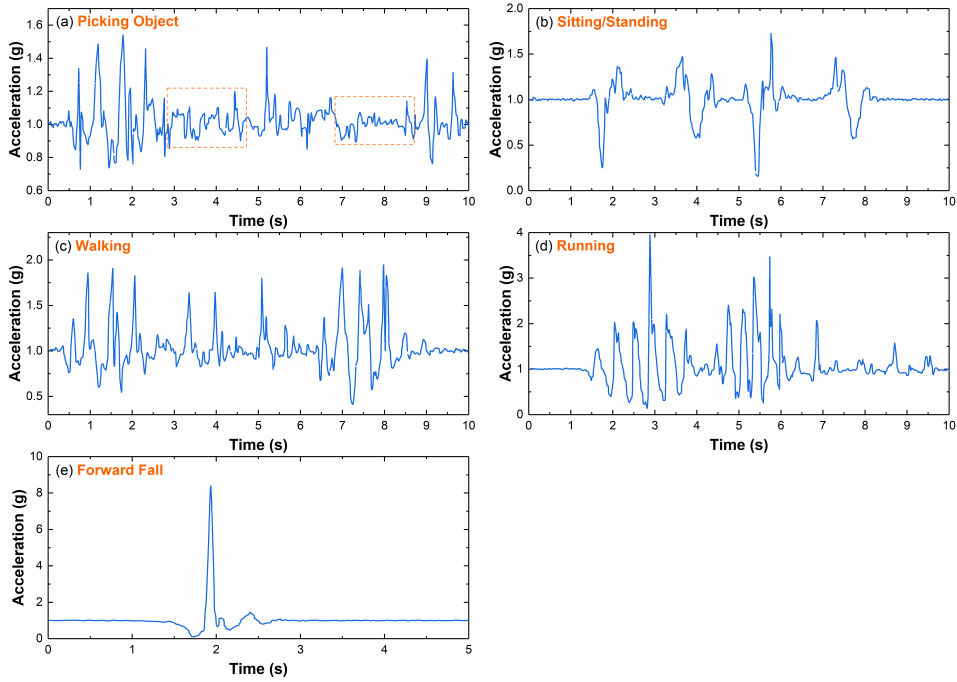 (a) Picking Object
Acceleration (g)
1.6
1.4
1.2
1.0
0.8
0.6
0 1 2 3 4 5 6 7 8 9 10
Time (s)
(b) Sitting/Standing
Acceleration (g)
2.0
1.5
1.0
0.5
0.0
0 1 2 3 4 5 6 7 8 9 10
Time (s)
(c) Walking
Acceleration (g)
2.0
1.5
1.0
0.5
0 1 2 3 4 5 6 7 8 9 10
Time (s)
(d) Running
Acceleration (g)
4
3
2
1
0
0 1 2 3 4 5 6 7 8 9 10
Time (s)
(e) Forward Fall
Acceleration (g)
10
8
6
4
2
0
0 1 2 3 4 5
Time (s)